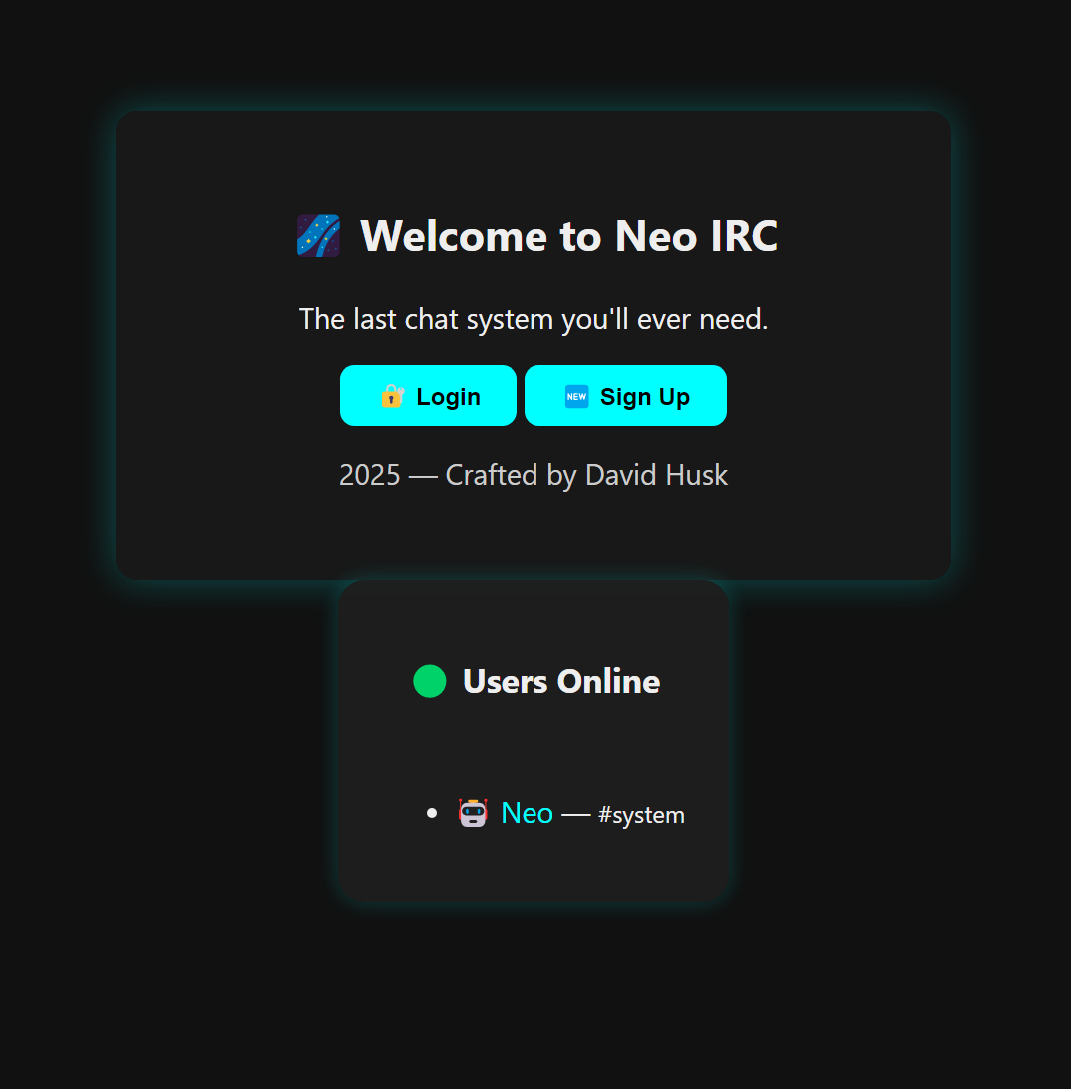 Welcome to Neo IRC
The last chat system you'll ever need.
Login
NEW Sign Up
2025 — Crafted by David Husk
Users Online
Neo — #system